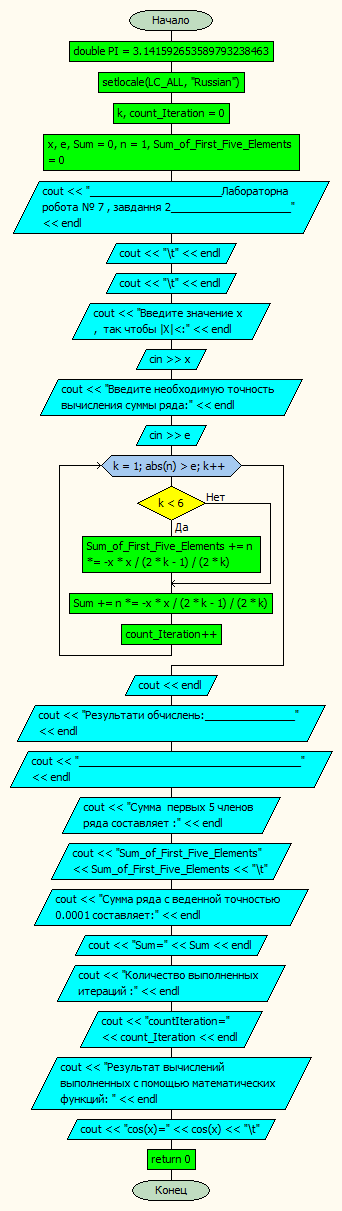 Начало
double PI = 3.141592653589793238463
setlocale(LC_ALL, "Russian")
k, count_Iteration = 0
x, e, Sum = 0, n = 1, Sum_of_First_Five_Elements
= 0
cout << "__________________________Лабораторна
робота № 7 , завдання 2________________________"
<< endl
cout << "\t" << endl
cout << "\t" << endl
cout << "Введите значение x
, так чтобы |X|<:" << endl
cin >> x
cout << "Введите необходимую точность
вычисления суммы ряда:" << endl
cin >> e
k = 1; abs(n) > e; k++
k < 6
Нет
Да
Sum_of_First_Five_Elements += n
*= -x * x / (2 * k - 1) / (2 * k)
Sum += n *= -x * x / (2 * k - 1) / (2 * k)
count_Iteration++
cout << endl
cout << "Результати обчислень:__________________"
<< endl
cout << "____________________________________________"
<< endl
cout << "Сумма  первых 5 членов
ряда составляет :" << endl
cout << "Sum_of_First_Five_Elements"
<< Sum_of_First_Five_Elements << "\t"
cout << "Сумма ряда с веденной точностью
0.0001 составляет:" << endl
cout << "Sum=" << Sum << endl
cout << "Количество выполненных
итераций :" << endl
cout << "countIteration="
<< count_Iteration << endl
cout << "Результат вычислений
выполненных с помощью математических
функций: " << endl
cout << "cos(x)=" << cos(x) << "\t"
return 0
Конец